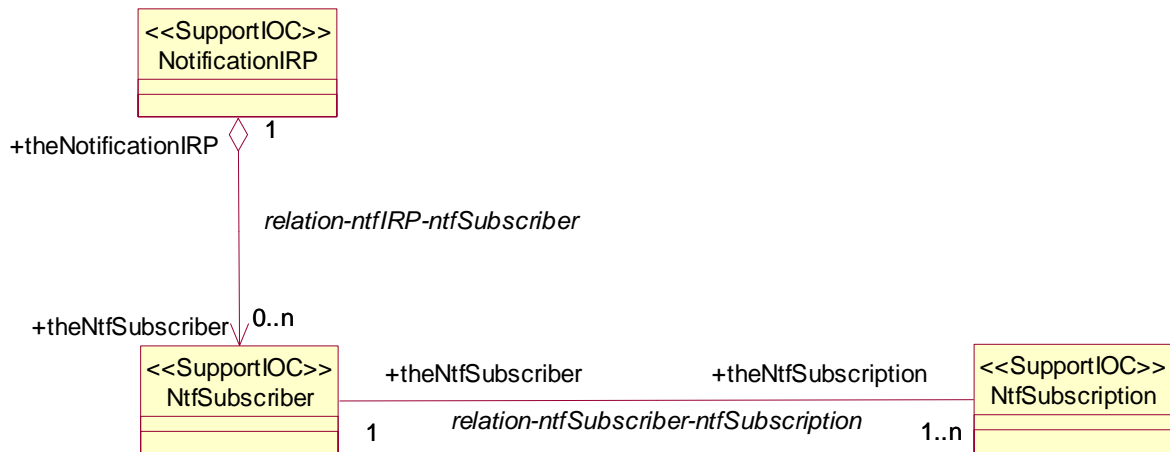 <<SupportIOC>>
NotificationIRP
1
+theNotificationIRP
relation-ntfIRP-ntfSubscriber
+theNtfSubscriber
0..n
<<SupportIOC>>
NtfSubscriber
+theNtfSubscriber
+theNtfSubscription
relation-ntfSubscriber-ntfSubscription
1
1..n
<<SupportIOC>>
NtfSubscription